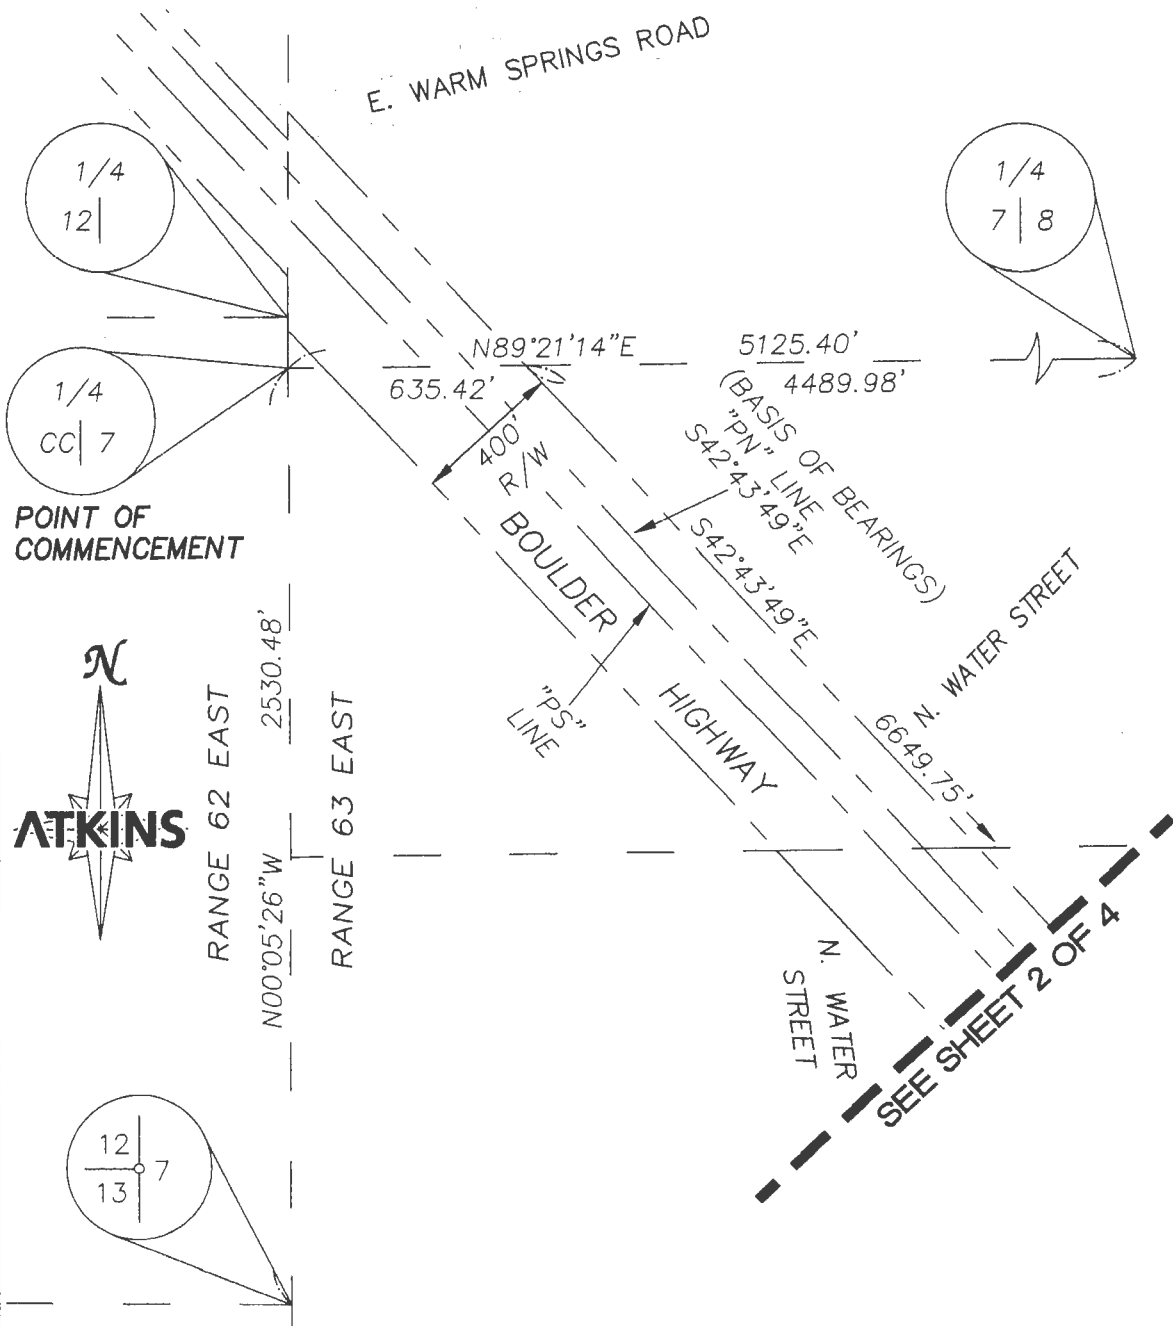 E. WARM SPRINGS ROAD
1/4
12
1/4
7 8
N89°21'14"E
5125.40'
635.42'
4489.98'
1/4
CC 7
POINT OF
COMMENCEMENT
400'
R/W
(BASIS OF BEARINGS)
"PN" LINE
S42°43'49"E
S42°43'49"E
BOULDER
HIGHWAY
"PS"
LINE
N. WATER STREET
6649.75'
N
ATKINS
RANGE 62 EAST
2530.48'
N00°05'26"W
RANGE 63 EAST
N. WATER
STREET
SEE SHEET 2 OF 4
12
7
13